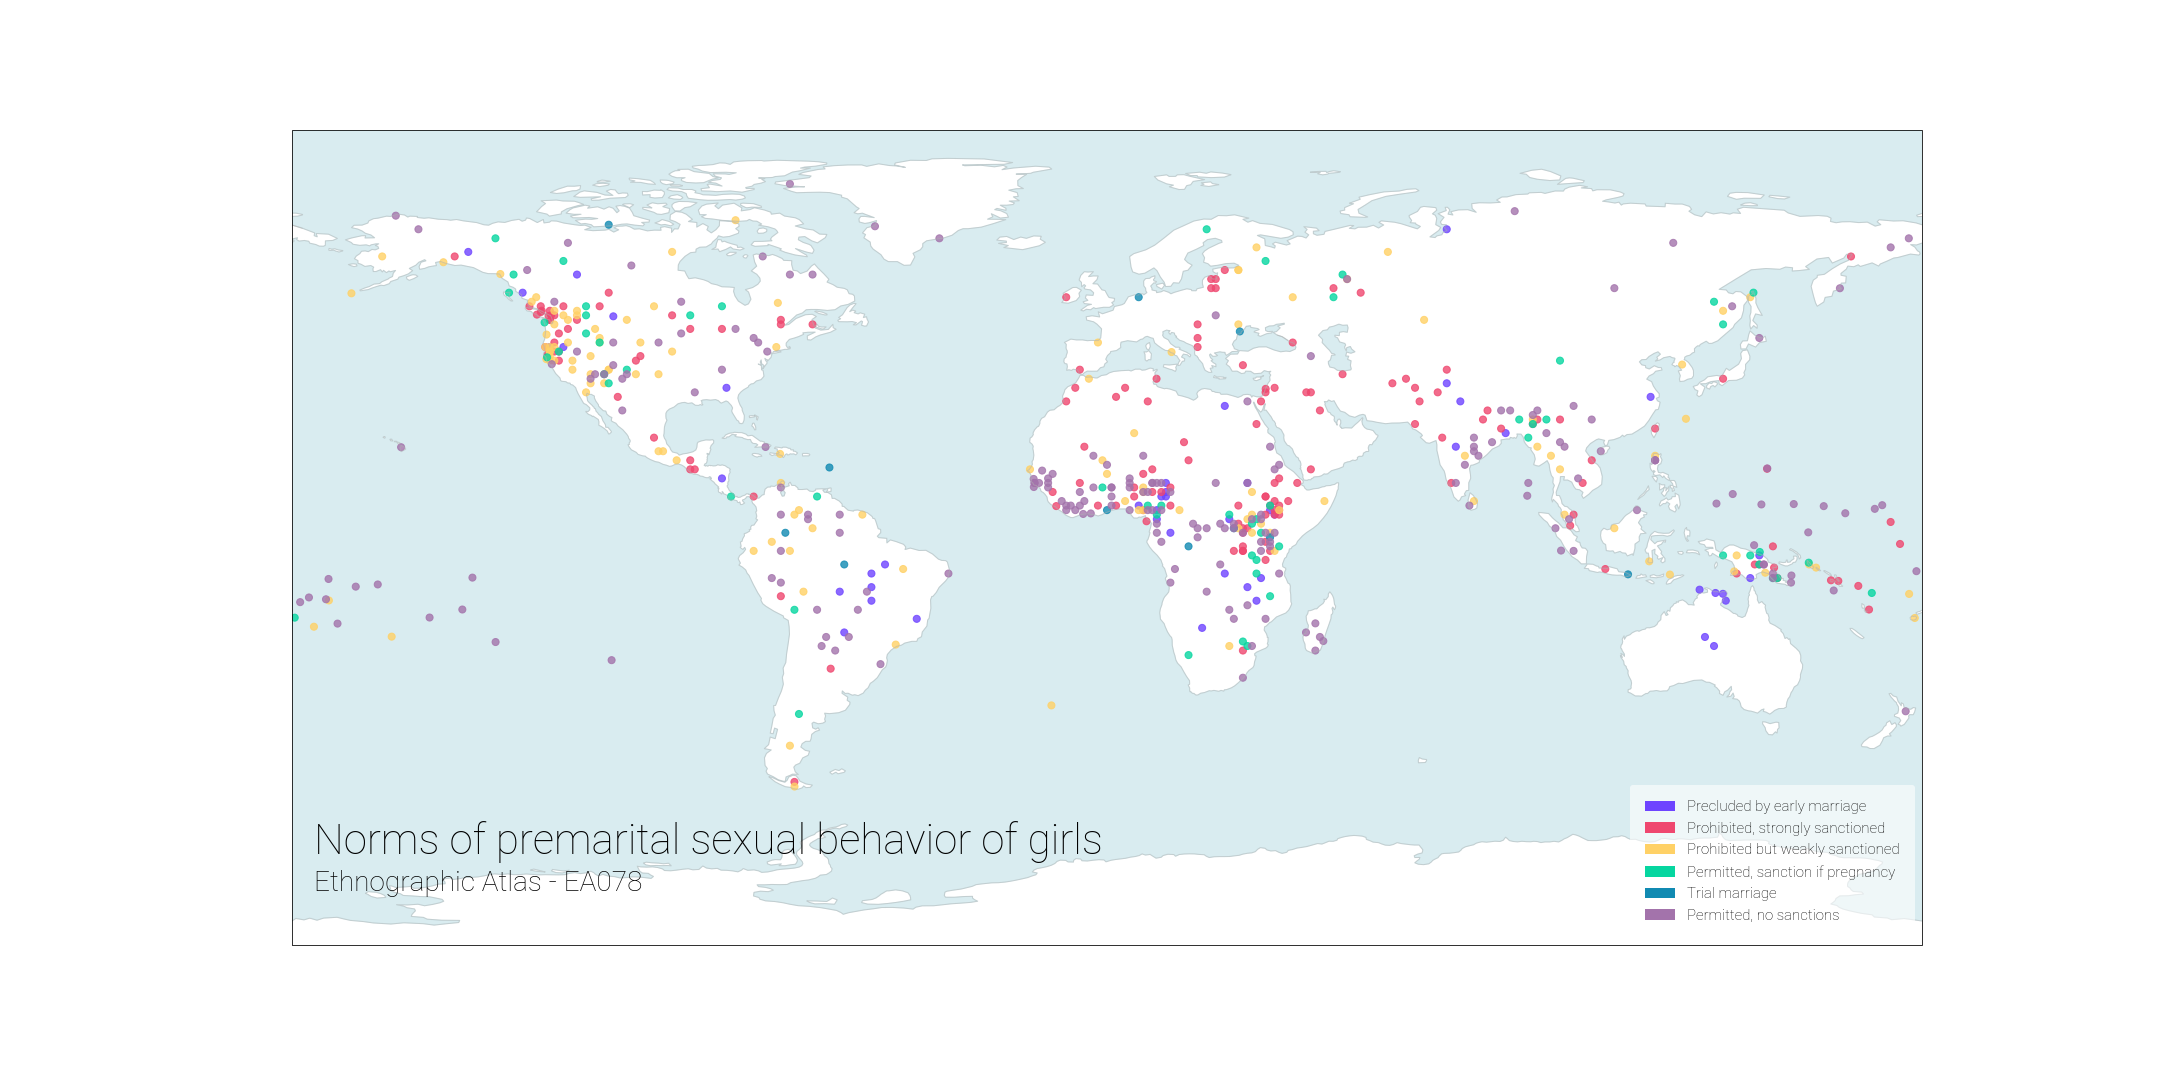 Norms of premarital sexual behavior of girls
Ethnographic Atlas - EA078
Precluded by early marriage
Prohibited, strongly sanctioned
Prohibited but weakly sanctioned
Permitted, sanction if pregnancy
Trial marriage
Permitted, no sanctions